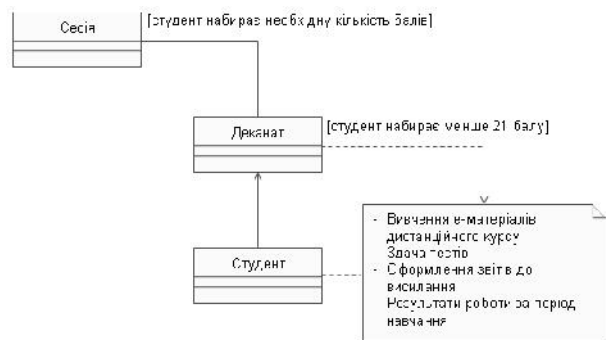 Сесія
[студент набирає необхідну кількість балів]
Деканат
[студент набирає менше 21 балу]
Студент
- Вивчення е-матеріалів
дистанційного курсу
Здача тестів
- Оформлення звітів до
висилання
Результати роботи за період
навчання